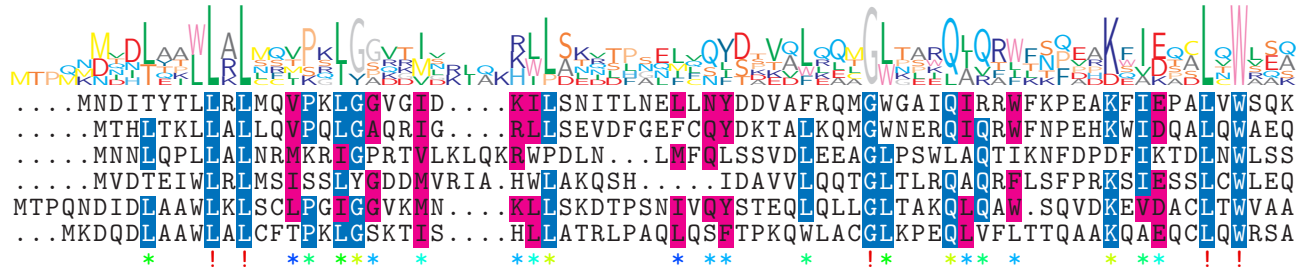 ....MNDITYTLLRLMQVPKLGGVGID....KILSNITLNELLNYDDVAFRQMGWGAIQIRRWFKPEAKFIEPALVWSQK
.....MTHLTKLLALLQVPQLGAQRIG....RLLSEVDFGEFCQYDKTALKQMGWNERQIQRWFNPEHKWIDQALQWAEQ
.....MNNLQPLLALNRMKRIGPRTVLKLQKRWPDLN...LMFQLSSVDLEEAGLPSWLAQTIKNFDPDFIKTDLNWLSS
.....MVDTEIWLRLMSISSLYGDDMVRIA.HWLAKQSH.....IDAVVLQQTGLTLRQAQRFLSFPRKSIESSLCWLEQ
MTPQNDIDLAAWLKLSCLPGIGGVKMN....KLLSKDTPSNIVQYSTEQLQLLGLTAKQLQAW.SQVDKEVDACLTWVAA
...MKDQDLAAWLALCFTPKLGSKTIS....HLLATRLPAQLQSFTPKQWLACGLKPEQLVFLTTQAAKQAEQCLQWRSA
* ! ! * * * * * * * * * * * * * ! * * * * * * * * ! !